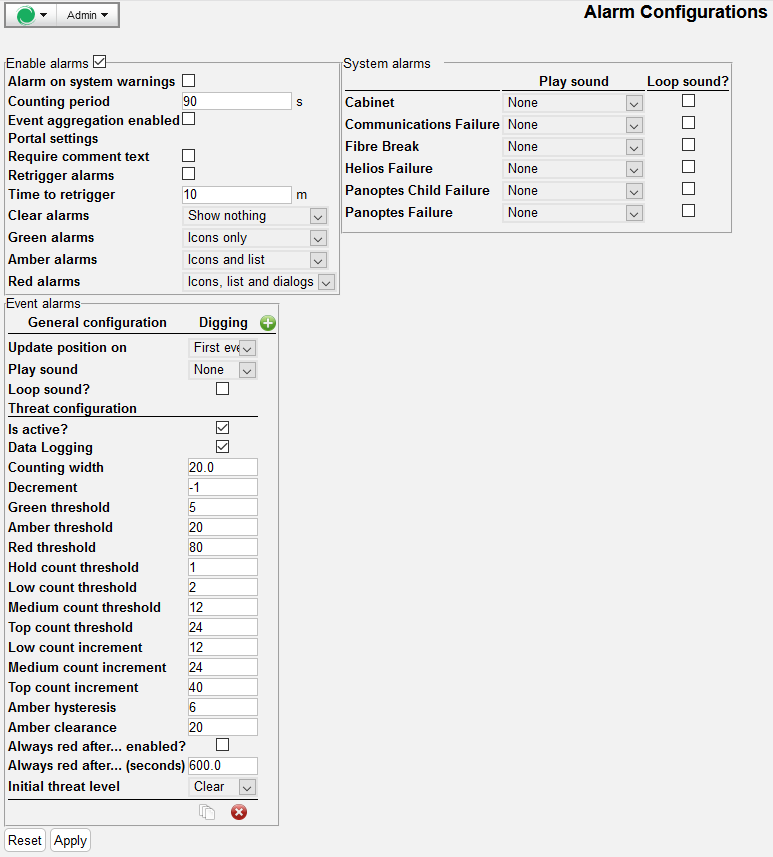 Admin
Alarm Configurations
Enable alarms
Alarm on system warnings
Counting period 90 s
Event aggregation enabled
Portal settings
Require comment text
Retrigger alarms
Time to retrigger 10 m
Clear alarms Show nothing
Green alarms Icons only
Amber alarms Icons and list
Red alarms Icons, list and dialogs
System alarms
Play sound Loop sound?
Cabinet None
Communications Failure None
Fibre Break None
Helios Failure None
Panoptes Child Failure None
Panoptes Failure None
Event alarms
General configuration Digging
Update position on First eve
Play sound None
Loop sound?
Threat configuration
Is active?
Data Logging
Counting width 20.0
Decrement -1
Green threshold 5
Amber threshold 20
Red threshold 80
Hold count threshold 1
Low count threshold 2
Medium count threshold 12
Top count threshold 24
Low count increment 12
Medium count increment 24
Top count increment 40
Amber hysteresis 6
Amber clearance 20
Always red after... enabled?
Always red after... (seconds) 600.0
Initial threat level Clear
Reset Apply